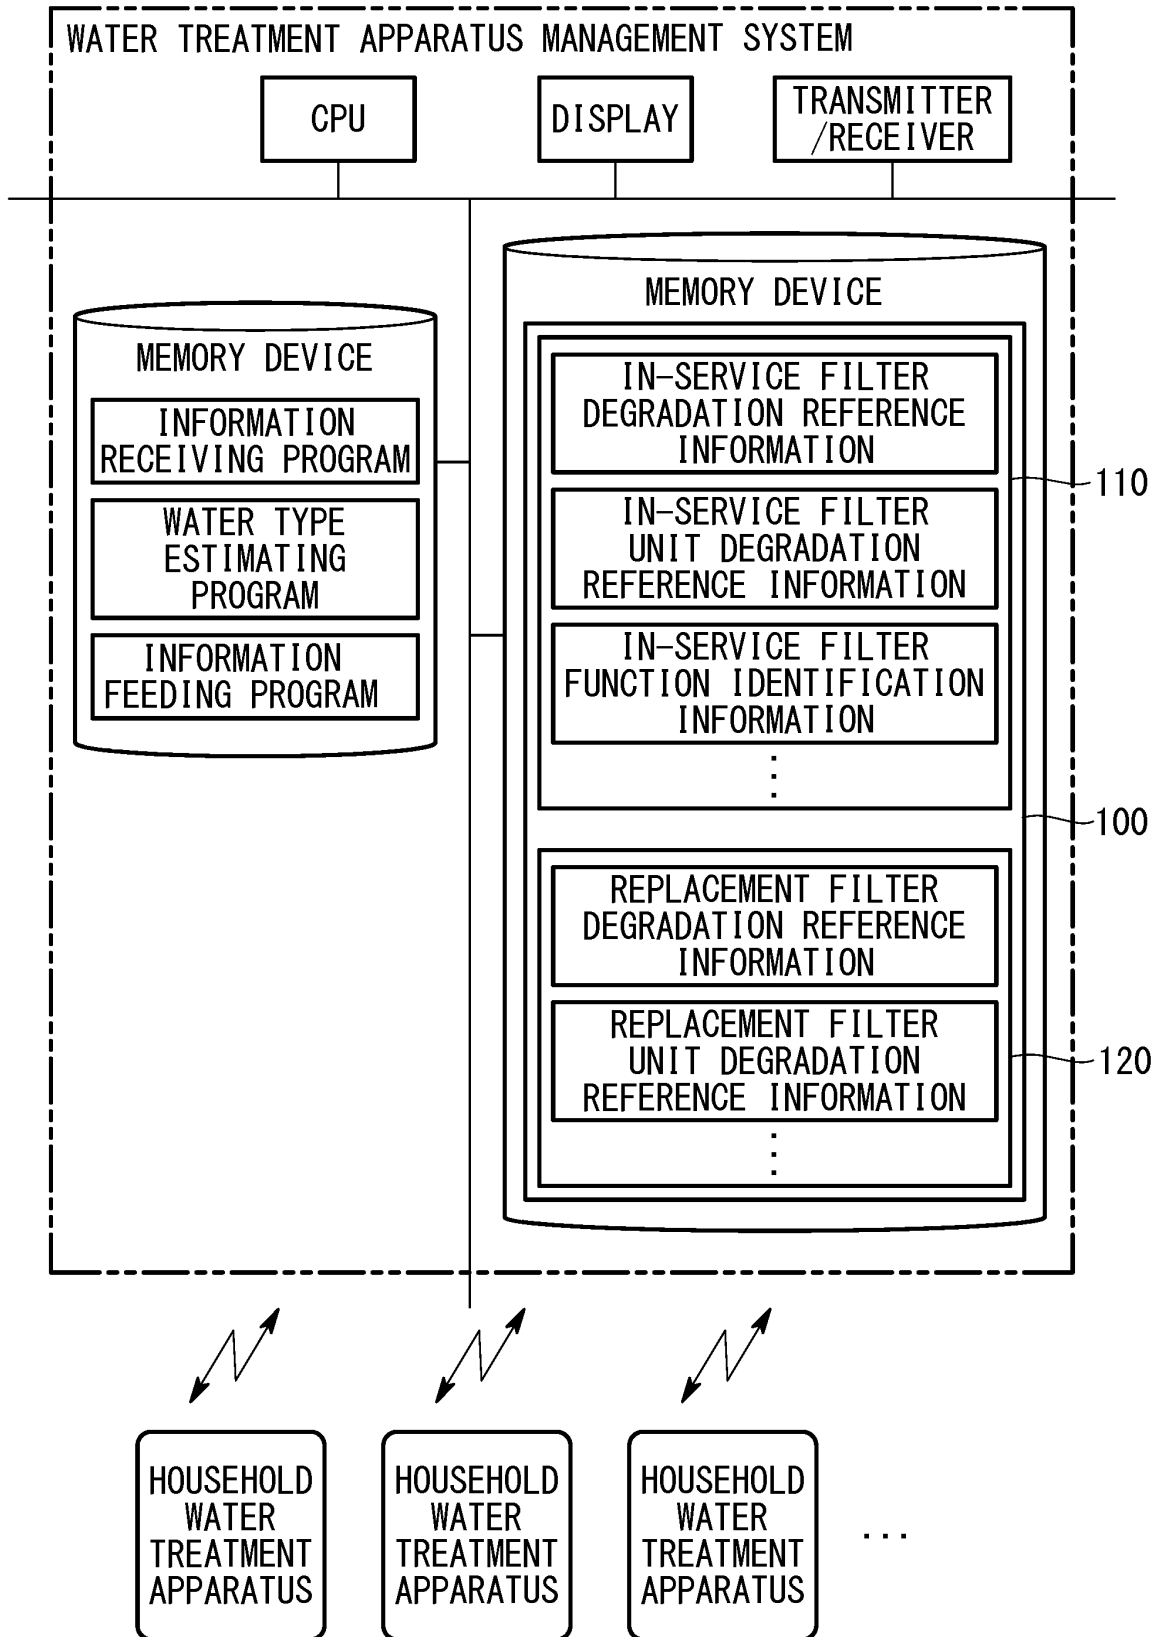 WATER TREATMENT APPARATUS MANAGEMENT SYSTEM
CPU
DISPLAY
TRANSMITTER
/RECEIVER
MEMORY DEVICE
INFORMATION
RECEIVING PROGRAM
WATER TYPE
ESTIMATING
PROGRAM
INFORMATION
FEEDING PROGRAM
MEMORY DEVICE
IN-SERVICE FILTER
DEGRADATION REFERENCE
INFORMATION
IN-SERVICE FILTER
UNIT DEGRADATION
REFERENCE INFORMATION
IN-SERVICE FILTER
FUNCTION IDENTIFICATION
INFORMATION
110
100
REPLACEMENT FILTER
DEGRADATION REFERENCE
INFORMATION
REPLACEMENT FILTER
UNIT DEGRADATION
REFERENCE INFORMATION
120
HOUSEHOLD
WATER
TREATMENT
APPARATUS
HOUSEHOLD
WATER
TREATMENT
APPARATUS
HOUSEHOLD
WATER
TREATMENT
APPARATUS
...